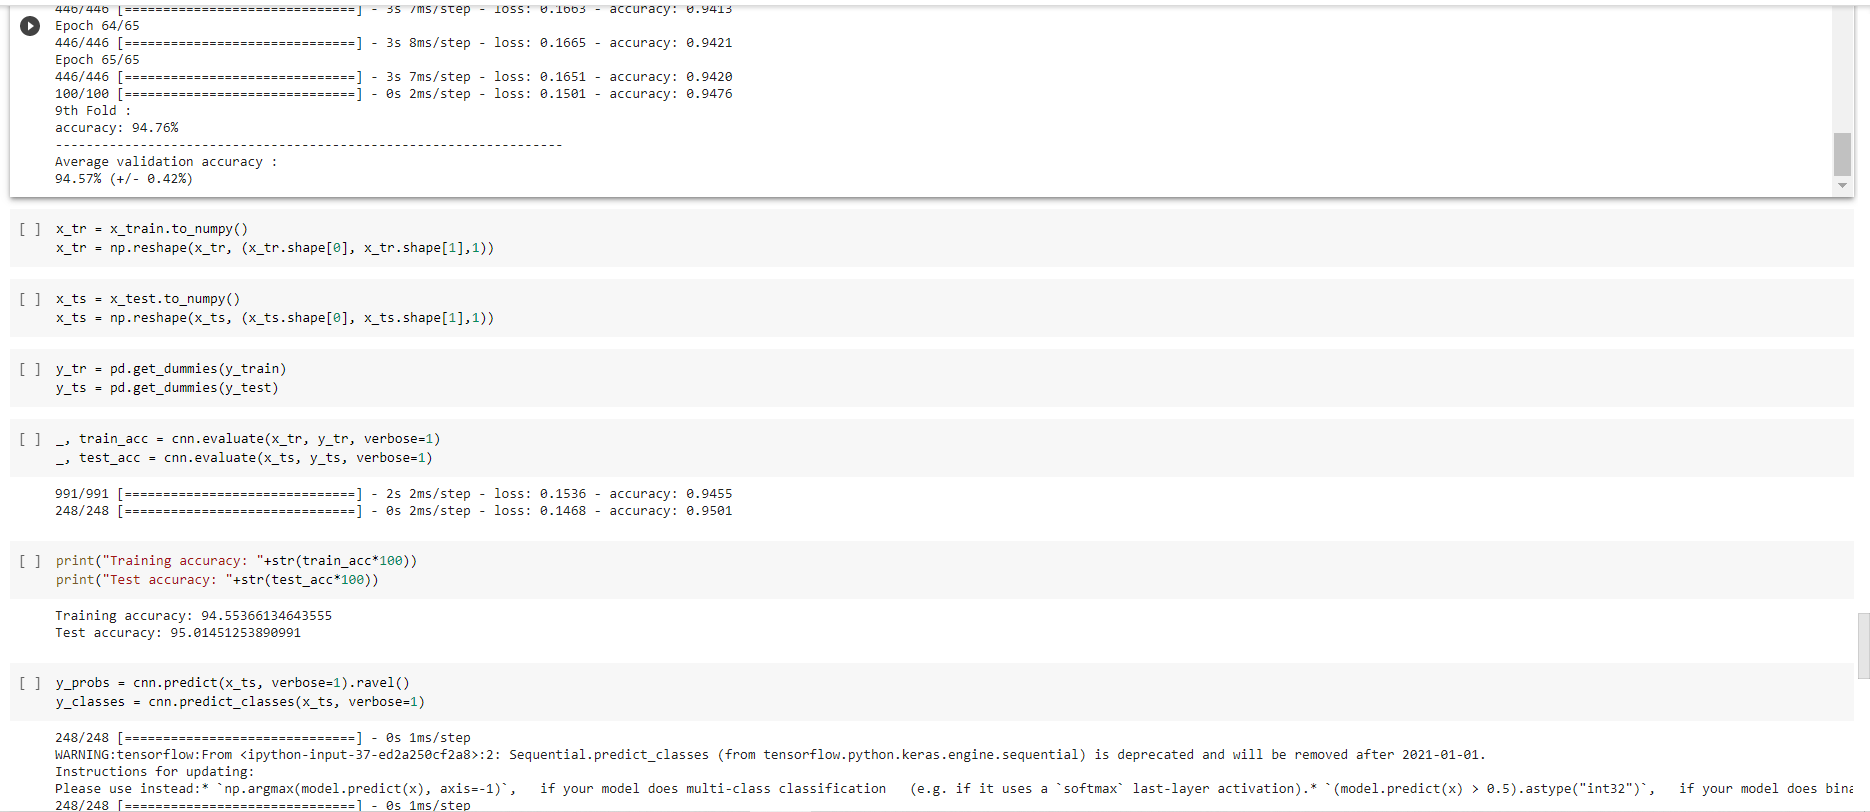 446/446 [==============================] - 3s 7ms/step - loss: 0.1663 - accuracy: 0.9413
Epoch 64/65
446/446 [==============================] - 3s 8ms/step - loss: 0.1665 - accuracy: 0.9421
Epoch 65/65
446/446 [==============================] - 3s 7ms/step - loss: 0.1651 - accuracy: 0.9420
100/100 [==============================] - 0s 2ms/step - loss: 0.1501 - accuracy: 0.9476
9th Fold :
accuracy: 94.76%
------------------------------------------------------------------
Average validation accuracy :
94.57% (+/- 0.42%)
[ ] x_tr = x_train.to_numpy()
x_tr = np.reshape(x_tr, (x_tr.shape[0], x_tr.shape[1],1))
[ ] x_ts = x_test.to_numpy()
x_ts = np.reshape(x_ts, (x_ts.shape[0], x_ts.shape[1],1))
[ ] y_tr = pd.get_dummies(y_train)
y_ts = pd.get_dummies(y_test)
[ ] _, train_acc = cnn.evaluate(x_tr, y_tr, verbose=1)
_, test_acc = cnn.evaluate(x_ts, y_ts, verbose=1)
991/991 [==============================] - 2s 2ms/step - loss: 0.1536 - accuracy: 0.9455
248/248 [==============================] - 0s 2ms/step - loss: 0.1468 - accuracy: 0.9501
[ ] print("Training accuracy: "+str(train_acc*100))
print("Test accuracy: "+str(test_acc*100))
Training accuracy: 94.55366134643555
Test accuracy: 95.01451253890991
[ ] y_probs = cnn.predict(x_ts, verbose=1).ravel()
y_classes = cnn.predict_classes(x_ts, verbose=1)
248/248 [==============================] - 0s 1ms/step
WARNING:tensorflow:From <ipython-input-37-ed2a250cf2a8>:2: Sequential.predict_classes (from tensorflow.python.keras.engine.sequential) is deprecated and will be removed after 2021-01-01.
Instructions for updating:
Please use instead:* `np.argmax(model.predict(x), axis=-1)`,   if your model does multi-class classification   (e.g. if it uses a `softmax` last-layer activation).* `(model.predict(x) > 0.5).astype("int32")`,   if your model does bina
248/248 [==============================] - 0s 1ms/step